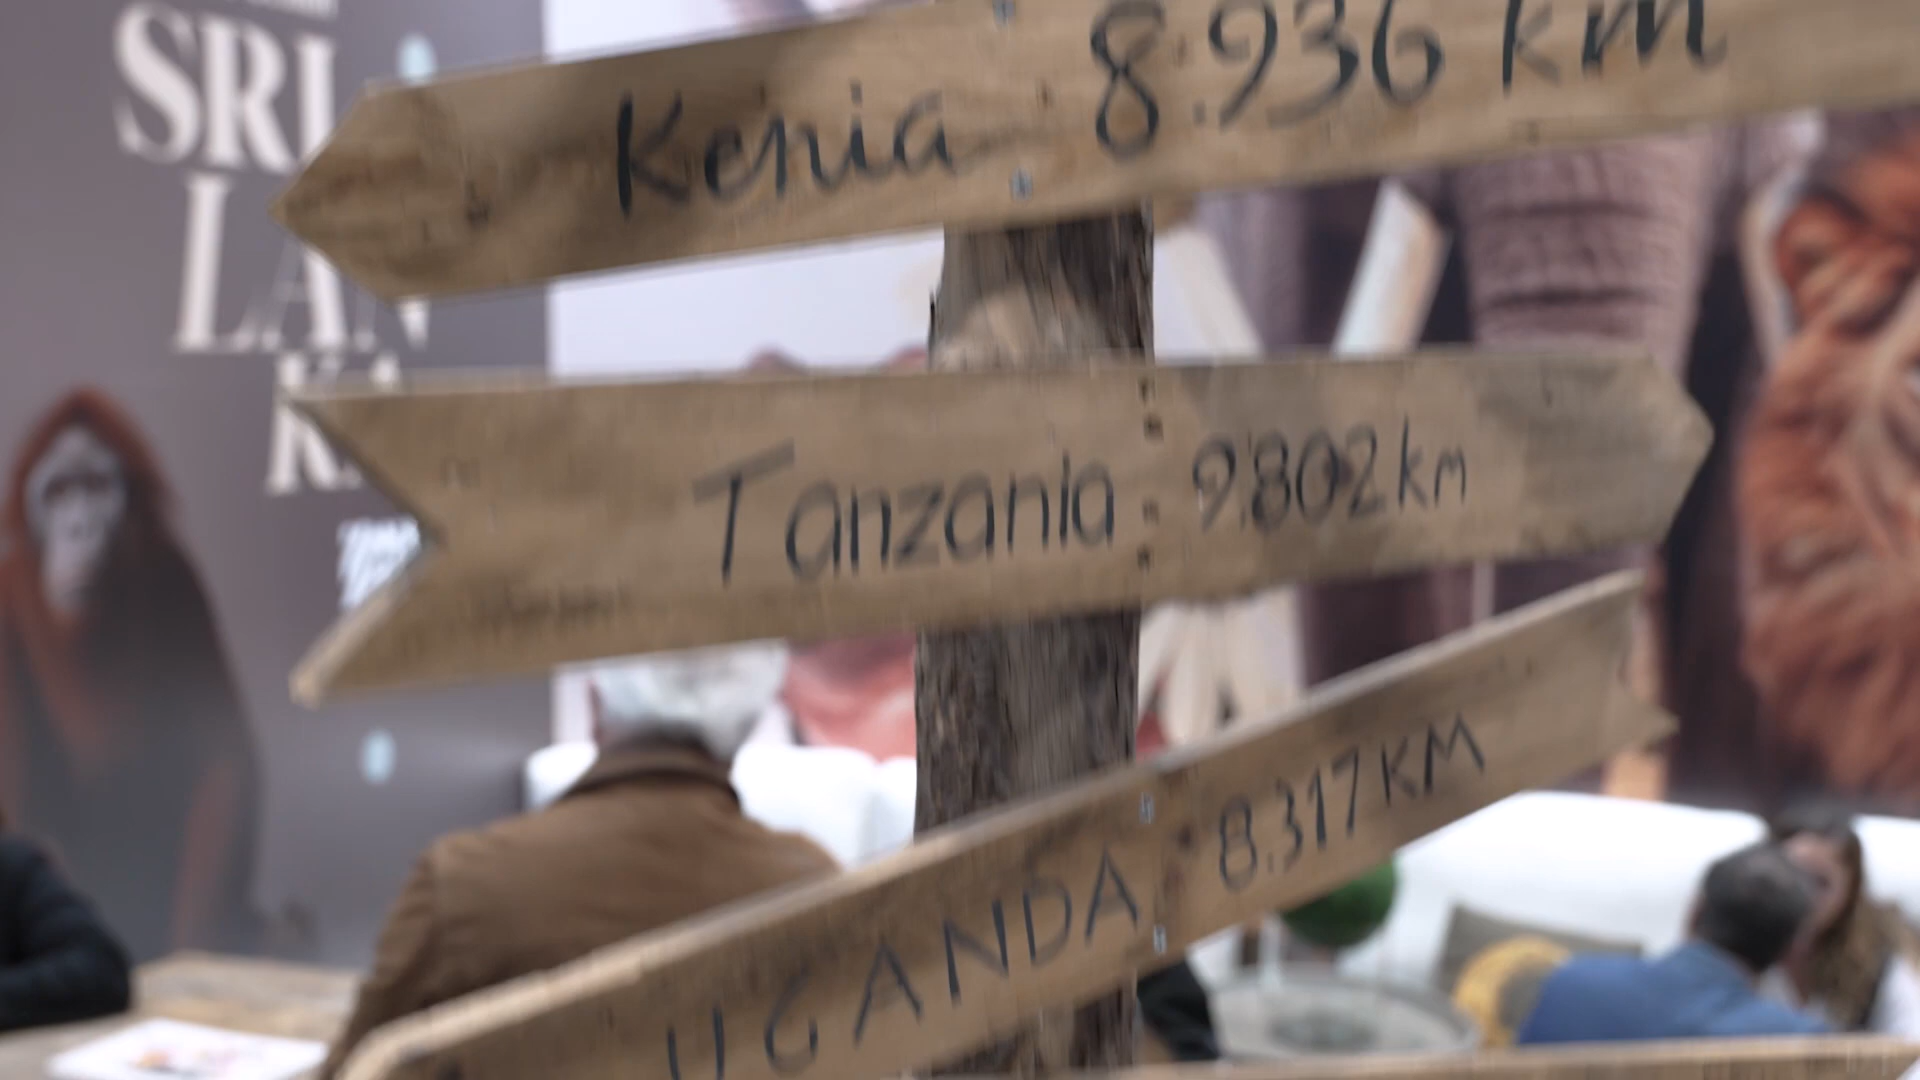 SRI
LAN
KA
Kenia 8.936 km
Tanzania 9.802 km
UGANDA 8.317 KM